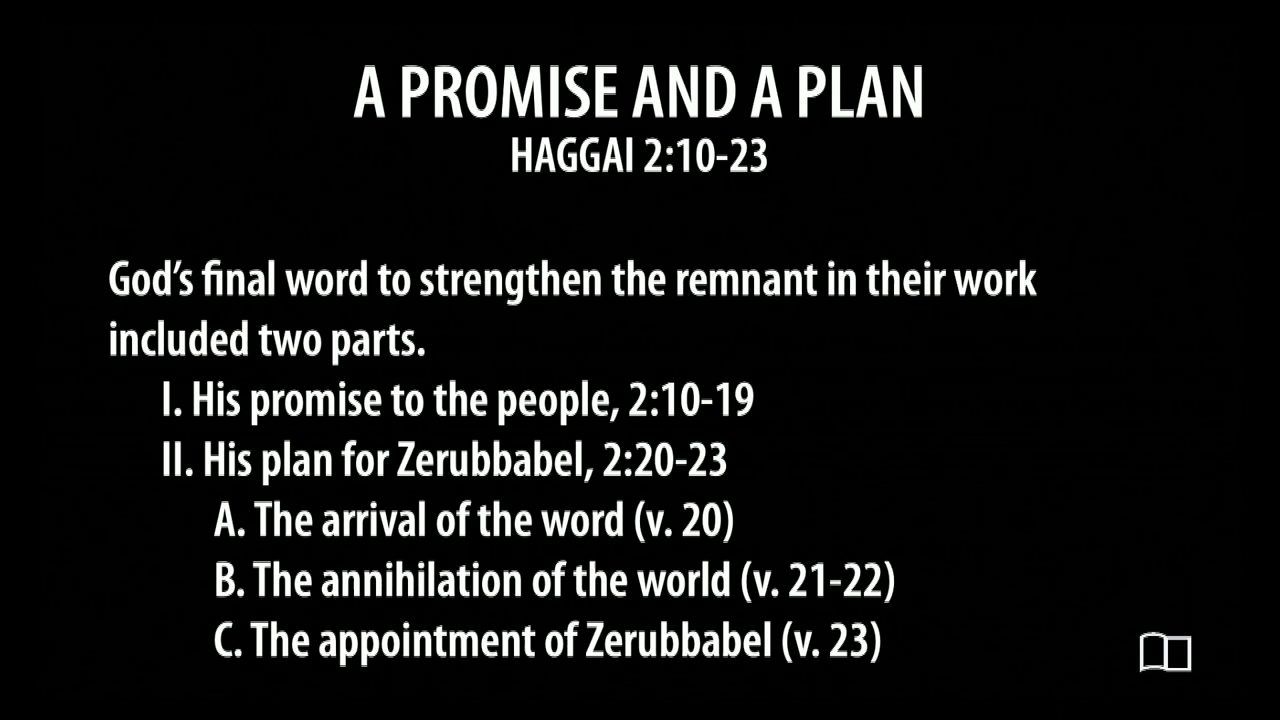 A PROMISE AND A PLAN
HAGGAI 2:10-23
God’s final word to strengthen the remnant in their work
included two parts.
I. His promise to the people, 2:10-19
II. His plan for Zerubbabel, 2:20-23
A. The arrival of the word (v. 20)
B. The annihilation of the world (v. 21-22)
C. The appointment of Zerubbabel (v. 23)